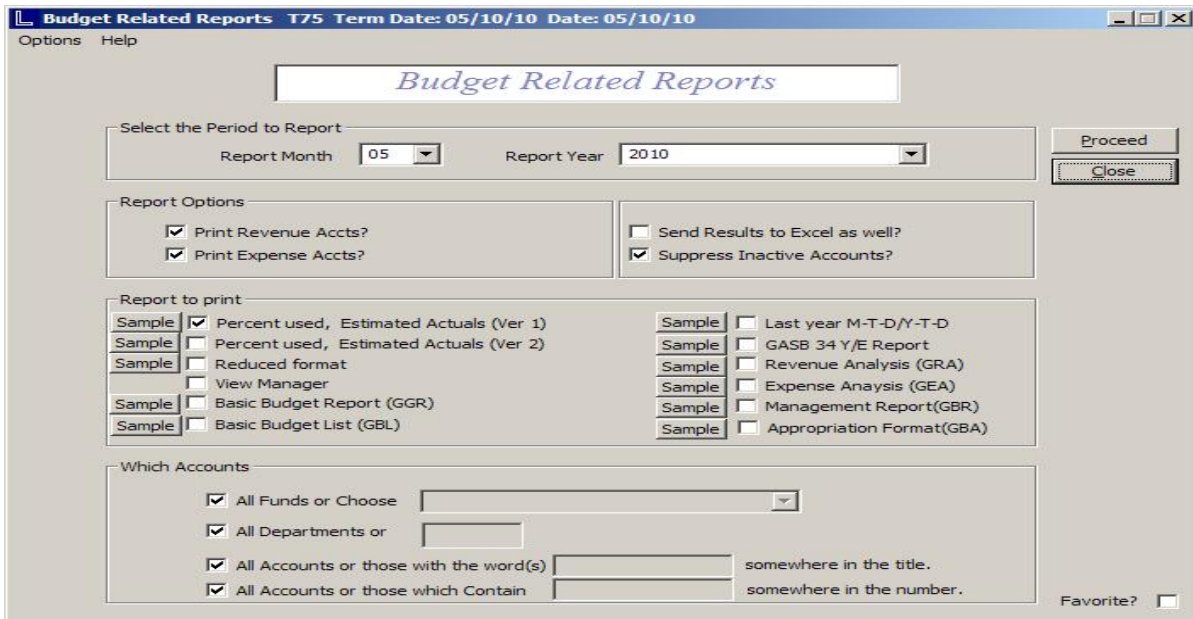 L Budget Related Reports T75 Term Date: 05/10/10 Date: 05/10/10
Options Help
Budget Related Reports
Select the Period to Report
Report Month 05 Report Year 2010
Proceed
Close
Report Options
Print Revenue Accts?
Print Expense Accts?
Send Results to Excel as well?
Suppress Inactive Accounts?
Report to print
Sample Percent used, Estimated Actuals (Ver 1)
Sample Percent used, Estimated Actuals (Ver 2)
Sample Reduced format
View Manager
Sample Basic Budget Report (GGR)
Sample Basic Budget List (GBL)
Sample Last year M-T-D/Y-T-D
Sample GASB 34 Y/E Report
Sample Revenue Analysis (GRA)
Sample Expense Anaysis (GEA)
Sample Management Report(GBR)
Sample Appropriation Format(GBA)
Which Accounts
All Funds or Choose
All Departments or
All Accounts or those with the word(s) somewhere in the title.
All Accounts or those which Contain somewhere in the number.
Favorite?